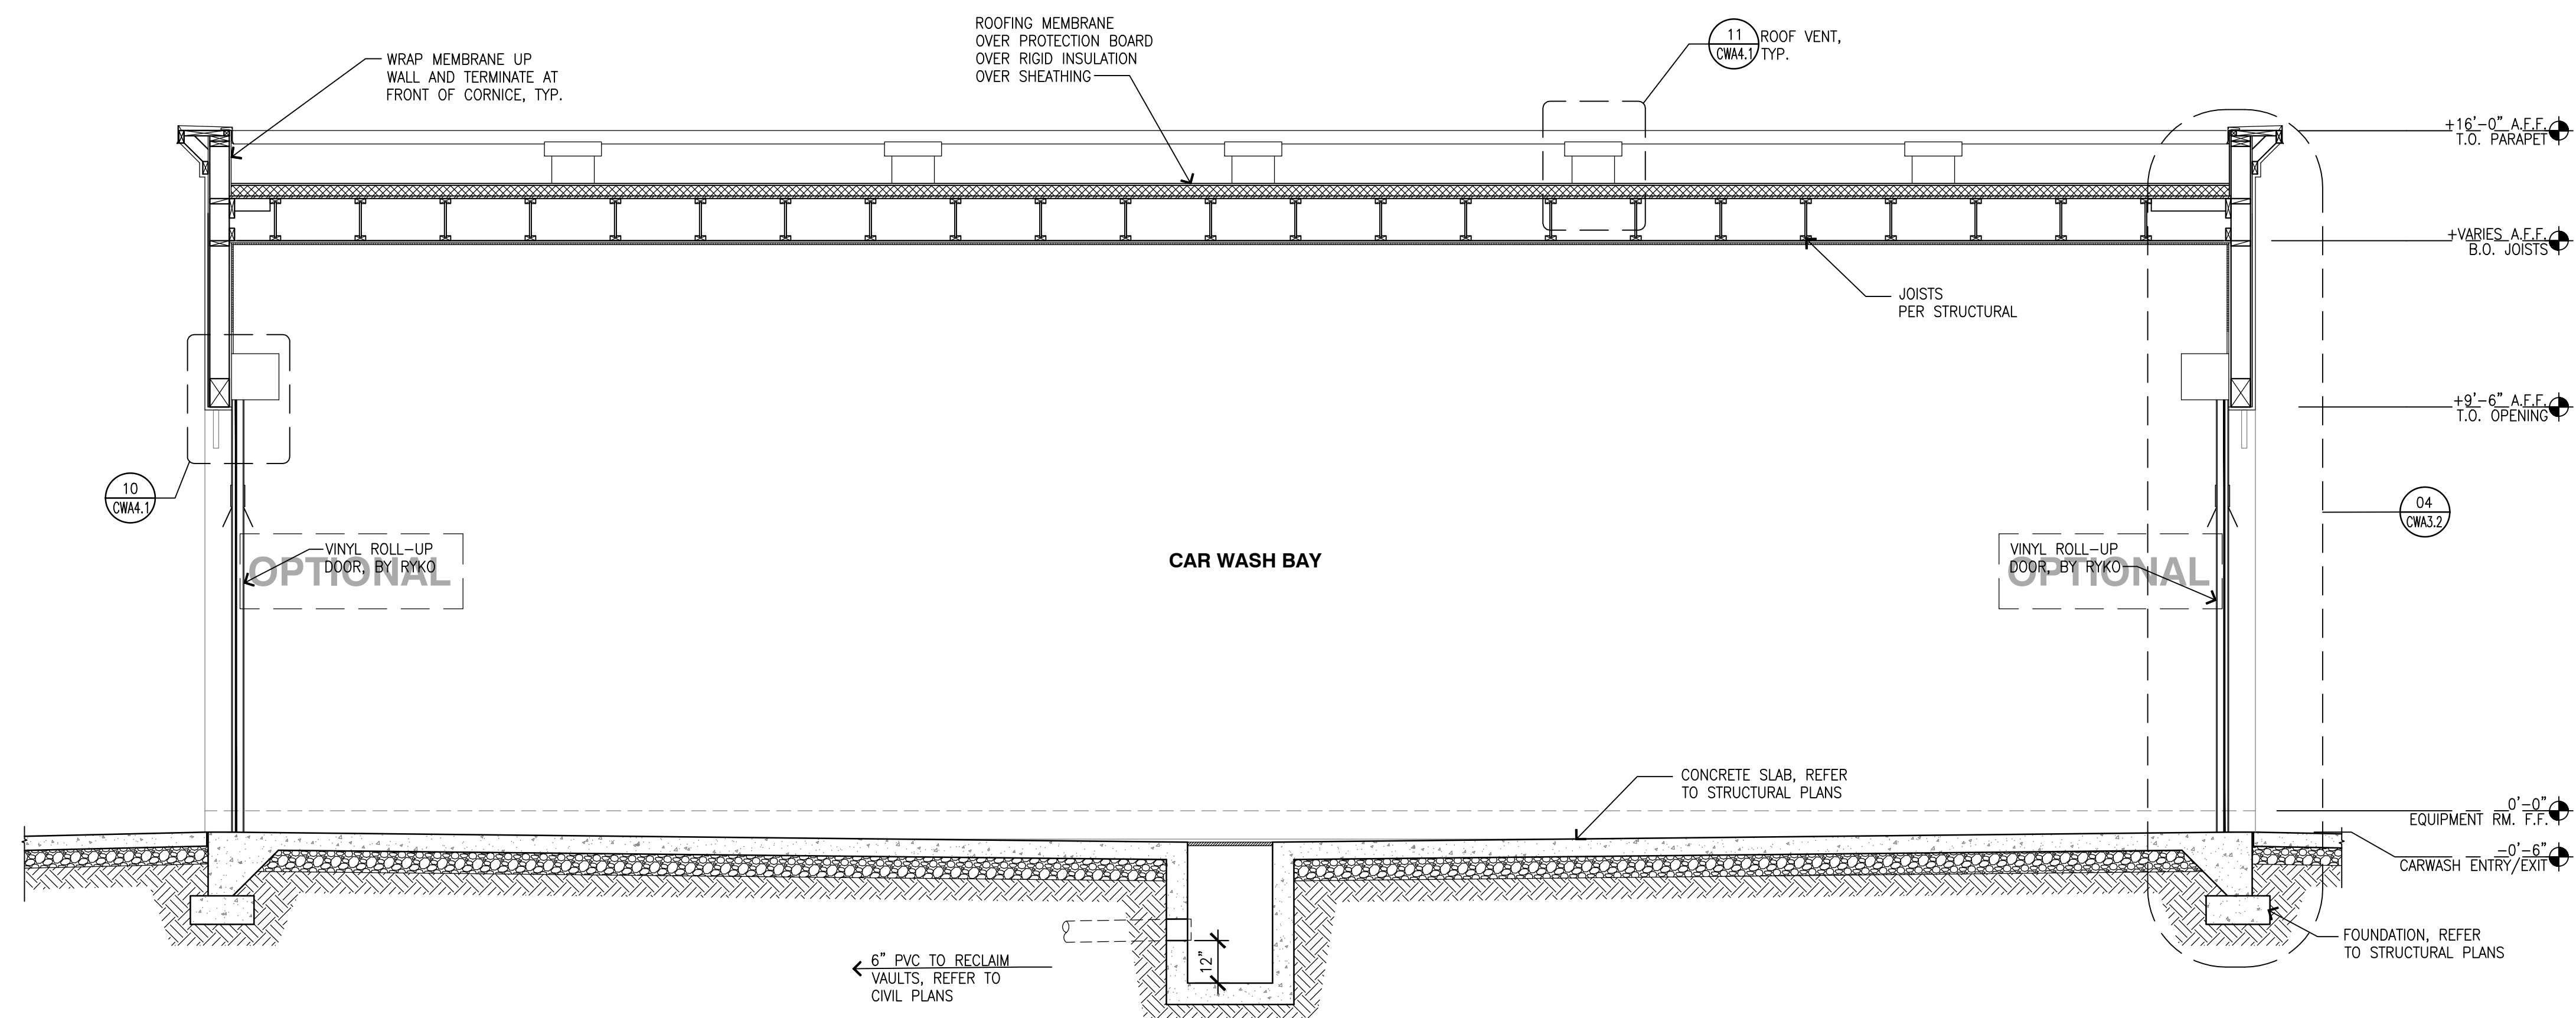 ROOFING MEMBRANE
OVER PROTECTION BOARD
OVER RIGID INSULATION
OVER SHEATHING
11
CWA4.1
ROOF VENT,
TYP.
WRAP MEMBRANE UP
WALL AND TERMINATE AT
FRONT OF CORNICE, TYP.
+16'-0" A.F.F.
T.O. PARAPET
+VARIES A.F.F.
B.O. JOISTS
JOISTS
PER STRUCTURAL
+9'-6" A.F.F.
T.O. OPENING
10
CWA4.1
04
CWA3.2
VINYL ROLL-UP
DOOR, BY RYKO
OPTIONAL
CAR WASH BAY
VINYL ROLL-UP
DOOR, BY RYKO
OPTIONAL
CONCRETE SLAB, REFER
TO STRUCTURAL PLANS
0'-0"
EQUIPMENT RM. F.F.
-0'-6"
CARWASH ENTRY/EXIT
FOUNDATION, REFER
TO STRUCTURAL PLANS
12"
6" PVC TO RECLAIM
VAULTS, REFER TO
CIVIL PLANS